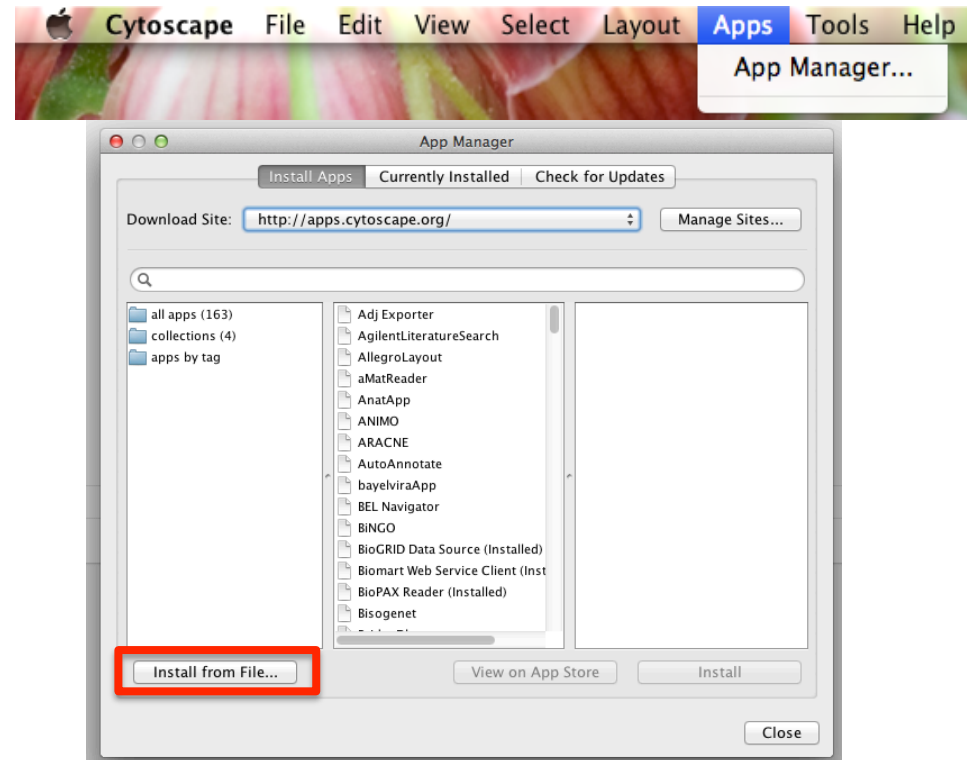 Cytoscape File Edit View Select Layout Apps Tools Help
App Manager...
App Manager
Install Apps Currently Installed Check for Updates
Download Site: http://apps.cytoscape.org/ Manage Sites...
all apps (163)
collections (4)
apps by tag
Adj Exporter
AgilentLiteratureSearch
AllegroLayout
aMatReader
AnatApp
ANIMO
ARACNE
AutoAnnotate
bayelviraApp
BEL Navigator
BiNGO
BioGRID Data Source (Installed)
Biomart Web Service Client (Inst
BioPAX Reader (Installed)
Bisogenet
Install from File... View on App Store Install
Close